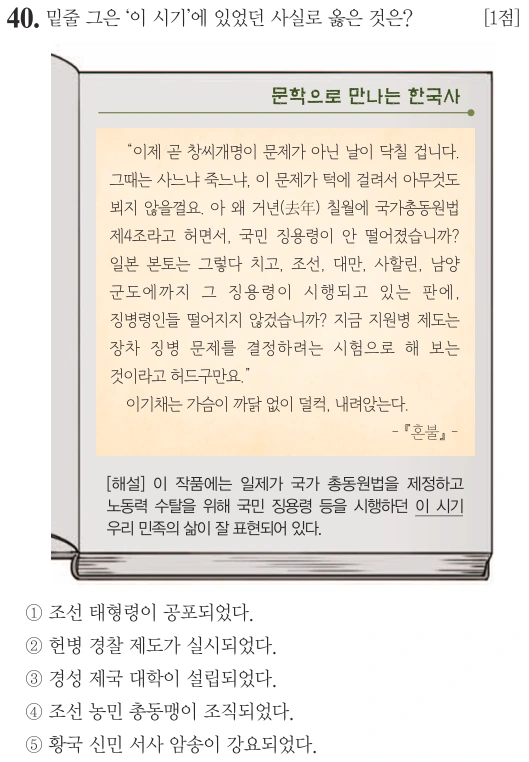 40. 밑줄 그은 ‘이 시기’에 있었던 사실로 옳은 것은? [1점]
문학으로 만나는 한국사
“이제 곧 창씨개명이 문제가 아닌 날이 닥칠 겁니다.
그때는 사느냐 죽느냐, 이 문제가 턱에 걸려서 아무것도
뵈지 않을걸요. 아 왜 거년(去年) 칠월에 국가총동원법
제4조라고 허면서, 국민 징용령이 안 떨어졌습니까?
일본 본토는 그렇다 치고, 조선, 대만, 사할린, 남양
군도에까지 그 징용령이 시행되고 있는 판에,
징병령인들 떨어지지 않겠습니까? 지금 지원병 제도는
장차 징병 문제를 결정하려는 시험으로 해 보는
것이라고 허드구만요.”
이기채는 가슴이 까닭 없이 덜컥, 내려앉는다.
-『혼불』-
[해설] 이 작품에는 일제가 국가 총동원법을 제정하고
노동력 수탈을 위해 국민 징용령 등을 시행하던 이 시기
우리 민족의 삶이 잘 표현되어 있다.
① 조선 태형령이 공포되었다.
② 헌병 경찰 제도가 실시되었다.
③ 경성 제국 대학이 설립되었다.
④ 조선 농민 총동맹이 조직되었다.
⑤ 황국 신민 서사 암송이 강요되었다.